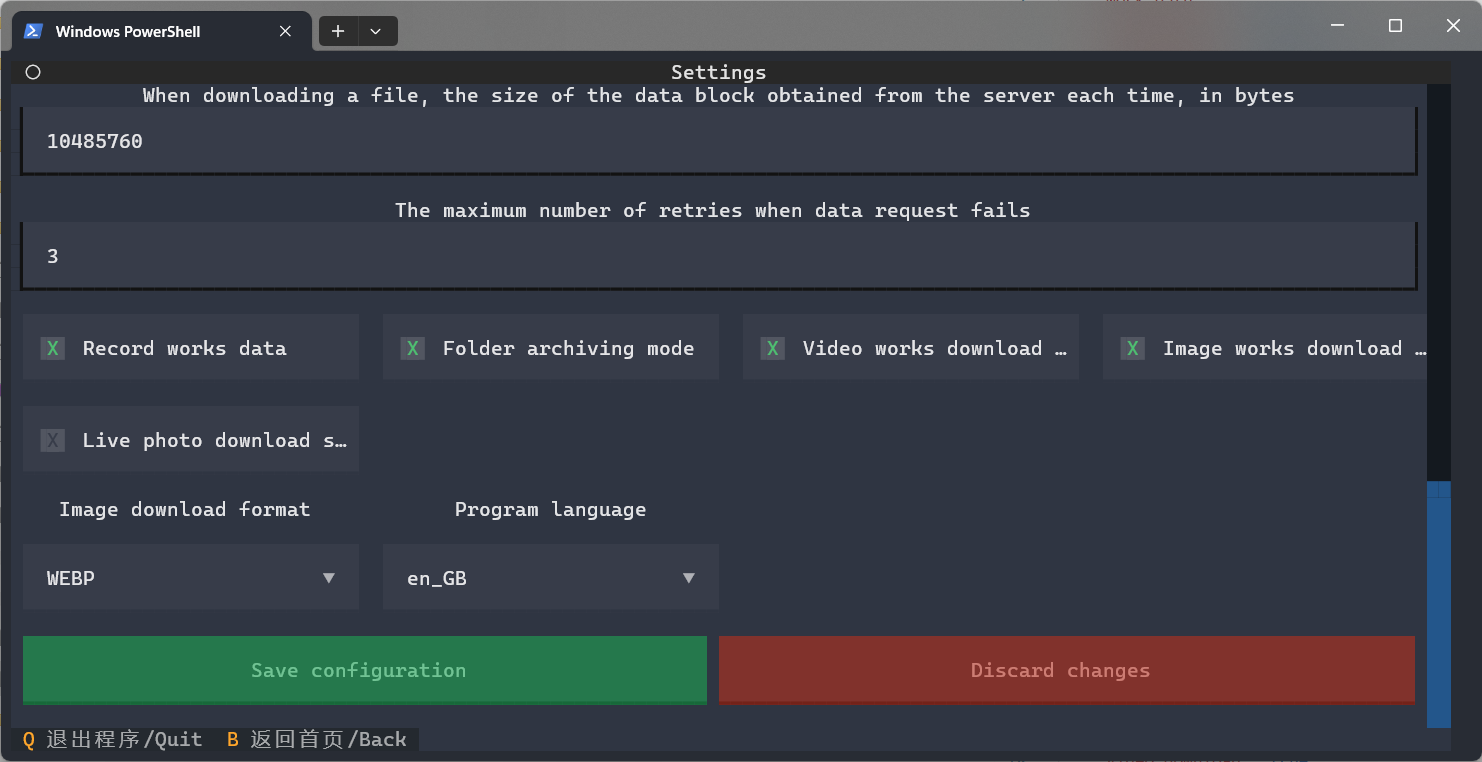 Windows PowerShell
Settings
When downloading a file, the size of the data block obtained from the server each time, in bytes
10485760
The maximum number of retries when data request fails
3
X Record works data X Folder archiving mode X Video works download … X Image works download …
X Live photo download s…
Image download format Program language
WEBP ▼ en_GB ▼
Save configuration Discard changes
Q 退出程序/Quit B 返回首页/Back